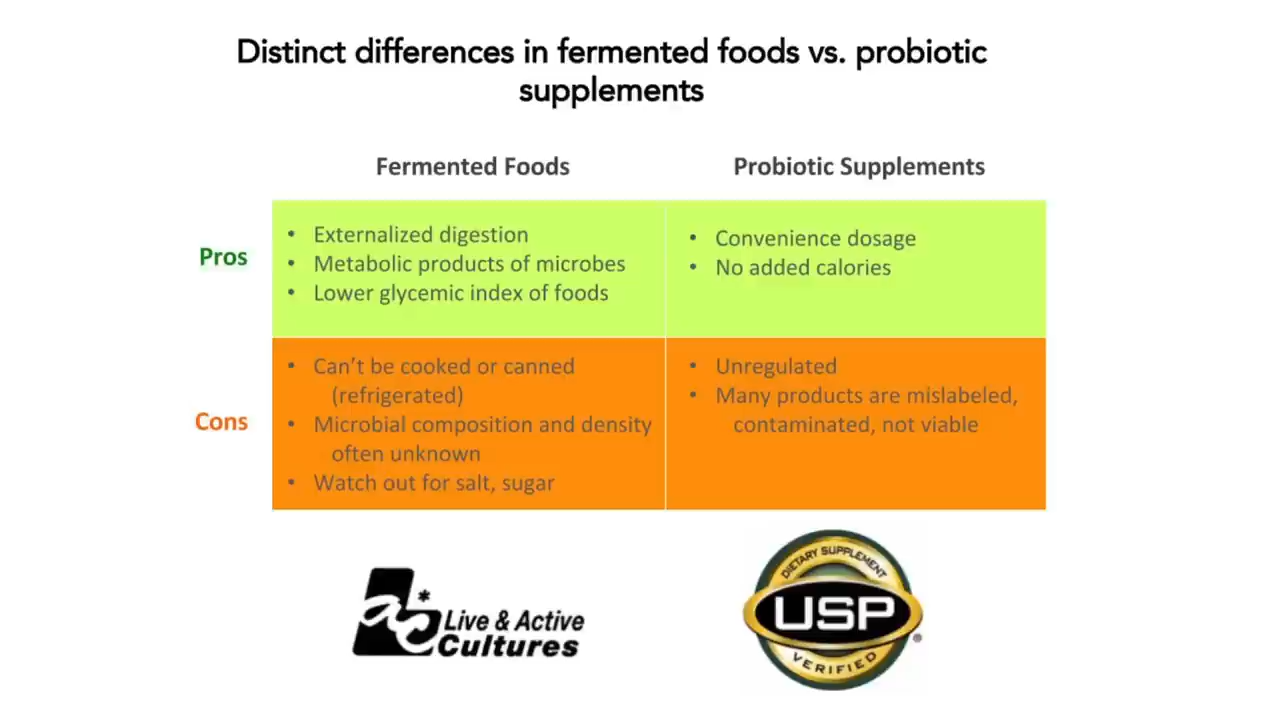 Distinct differences in fermented foods vs. probiotic
supplements
Fermented Foods
Probiotic Supplements
Pros
• Externalized digestion
• Metabolic products of microbes
• Lower glycemic index of foods
• Convenience dosage
• No added calories
Cons
• Can’t be cooked or canned
(refrigerated)
• Microbial composition and density
often unknown
• Watch out for salt, sugar
• Unregulated
• Many products are mislabeled,
contaminated, not viable
a*c
Live & Active
Cultures
DIETARY SUPPLEMENT
USP
®
VERIFIED